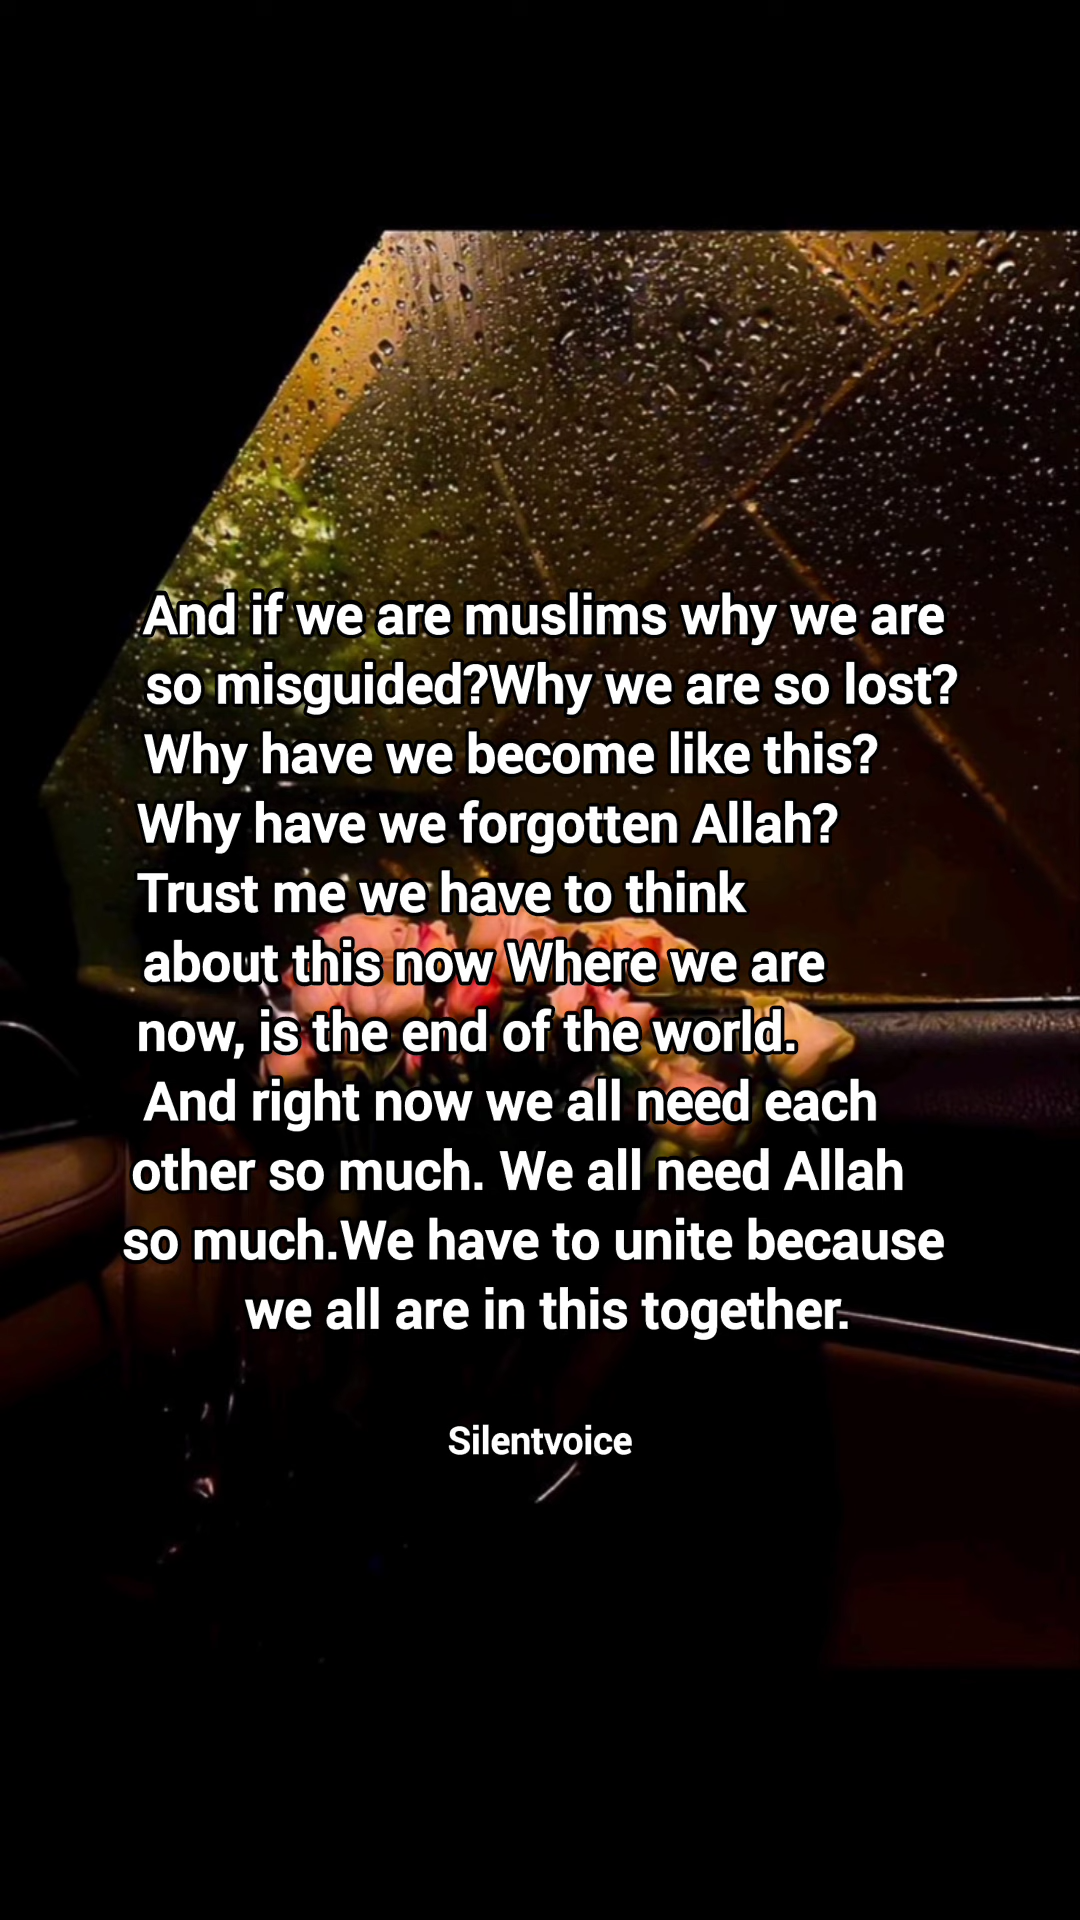 And if we are muslims why we are
so misguided?Why we are so lost?
Why have we become like this?
Why have we forgotten Allah?
Trust me we have to think
about this now Where we are
now, is the end of the world.
And right now we all need each
other so much. We all need Allah
so much.We have to unite because
we all are in this together.
Silentvoice